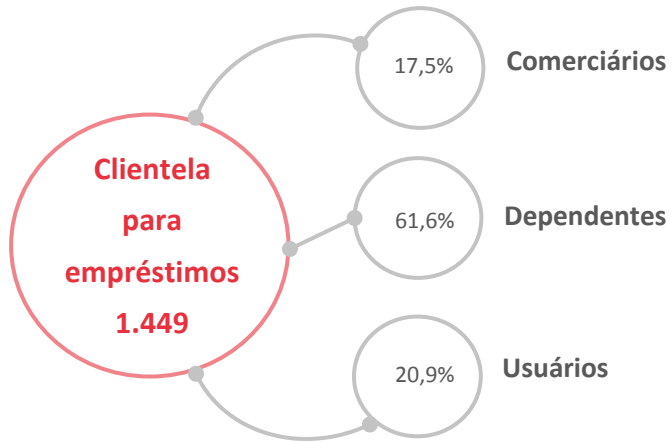 Clientela
para
empréstimos
1.449
17,5%
Comerciários
61,6%
Dependentes
20,9%
Usuários